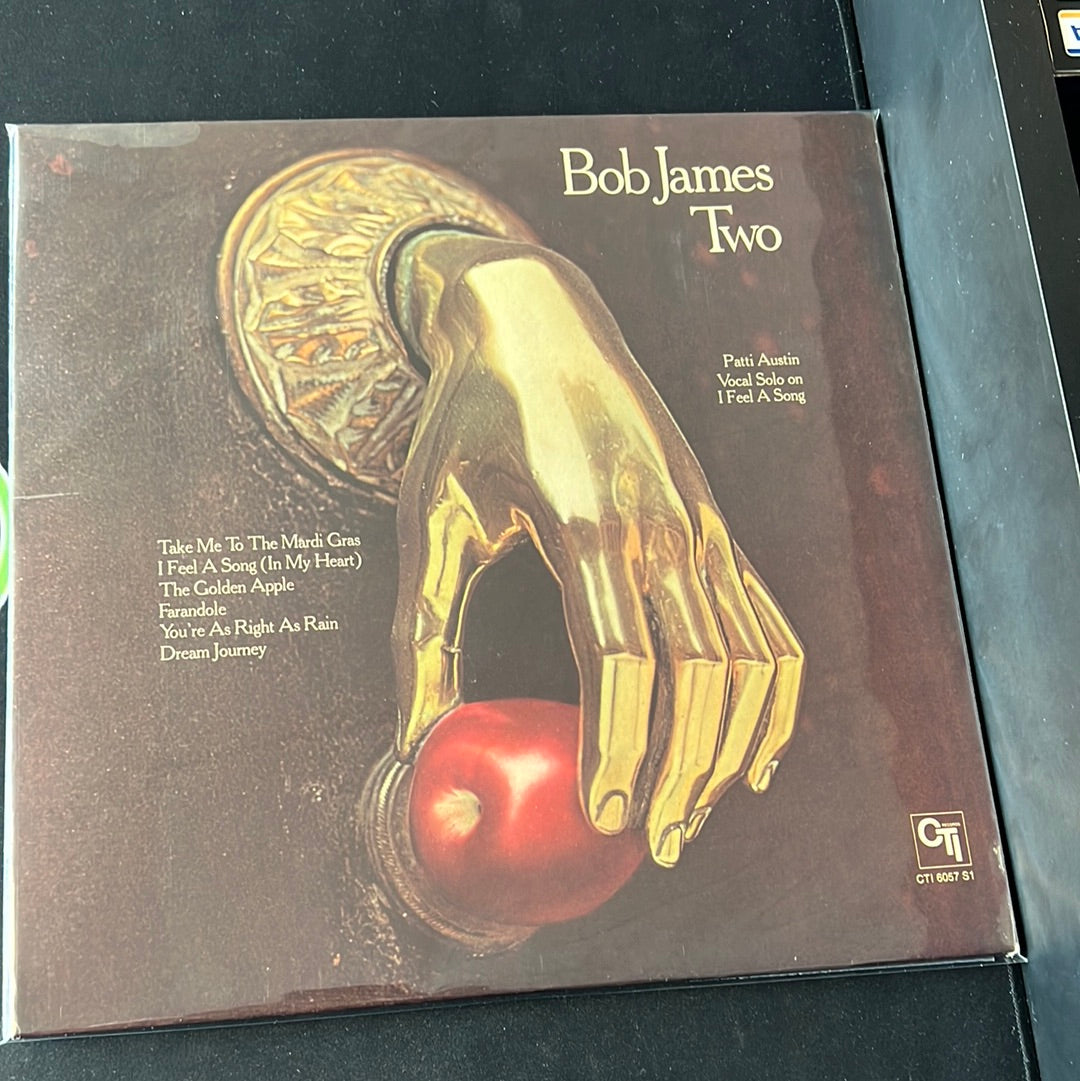 Bob James
Two
Patti Austin
Vocal Solo on
I Feel A Song
Take Me To The Mardi Gras
I Feel A Song (In My Heart)
The Golden Apple
Farandole
You're As Right As Rain
Dream Journey
CTI
RECORDS
CTI 6057 S1